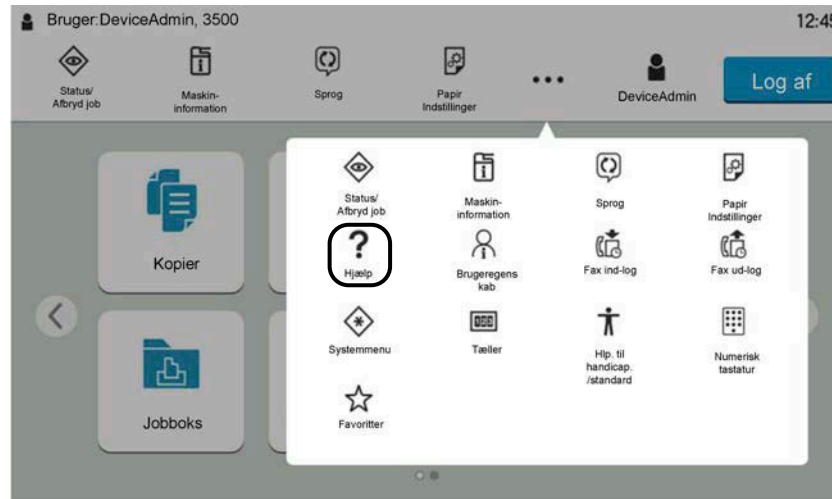 Bruger:DeviceAdmin, 3500
12:45
Status/
Afbryd job
Maskin-
information
Sprog
Papir
Indstillinger
DeviceAdmin
Log af
Kopier
Jobboks
Status/
Afbryd job
Maskin-
information
Sprog
Papir
Indstillinger
?
Hjælp
Brugeregens
kab
Fax ind-log
Fax ud-log
Systemmenu
Tæller
Hlp. til
handicap.
/standard
Numerisk
tastatur
Favoritter